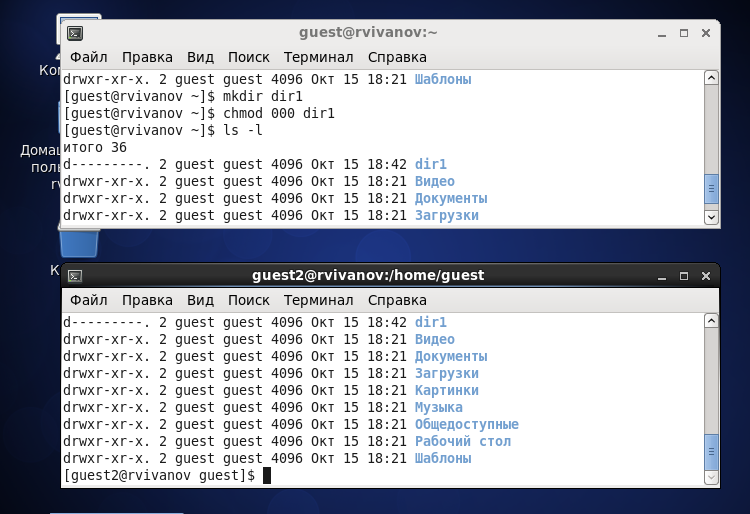 guest@rvivanov:~
Файл Правка Вид Поиск Терминал Справка
drwxr-xr-x. 2 guest guest 4096 Окт 15 18:21 Шаблоны
[guest@rvivanov ~]$ mkdir dir1
[guest@rvivanov ~]$ chmod 000 dir1
[guest@rvivanov ~]$ ls -l
итого 36
d---------. 2 guest guest 4096 Окт 15 18:42 dir1
drwxr-xr-x. 2 guest guest 4096 Окт 15 18:21 Видео
drwxr-xr-x. 2 guest guest 4096 Окт 15 18:21 Документы
drwxr-xr-x. 2 guest guest 4096 Окт 15 18:21 Загрузки
guest2@rvivanov:/home/guest
Файл Правка Вид Поиск Терминал Справка
d---------. 2 guest guest 4096 Окт 15 18:42 dir1
drwxr-xr-x. 2 guest guest 4096 Окт 15 18:21 Видео
drwxr-xr-x. 2 guest guest 4096 Окт 15 18:21 Документы
drwxr-xr-x. 2 guest guest 4096 Окт 15 18:21 Загрузки
drwxr-xr-x. 2 guest guest 4096 Окт 15 18:21 Картинки
drwxr-xr-x. 2 guest guest 4096 Окт 15 18:21 Музыка
drwxr-xr-x. 2 guest guest 4096 Окт 15 18:21 Общедоступные
drwxr-xr-x. 2 guest guest 4096 Окт 15 18:21 Рабочий стол
drwxr-xr-x. 2 guest guest 4096 Окт 15 18:21 Шаблоны
[guest2@rvivanov guest]$